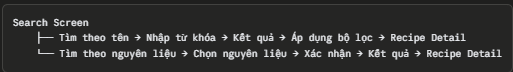 Search Screen
├── Tìm theo tên → Nhập từ khóa → Kết quả → Áp dụng bộ lọc → Recipe Detail
└── Tìm theo nguyên liệu → Chọn nguyên liệu → Xác nhận → Kết quả → Recipe Detail